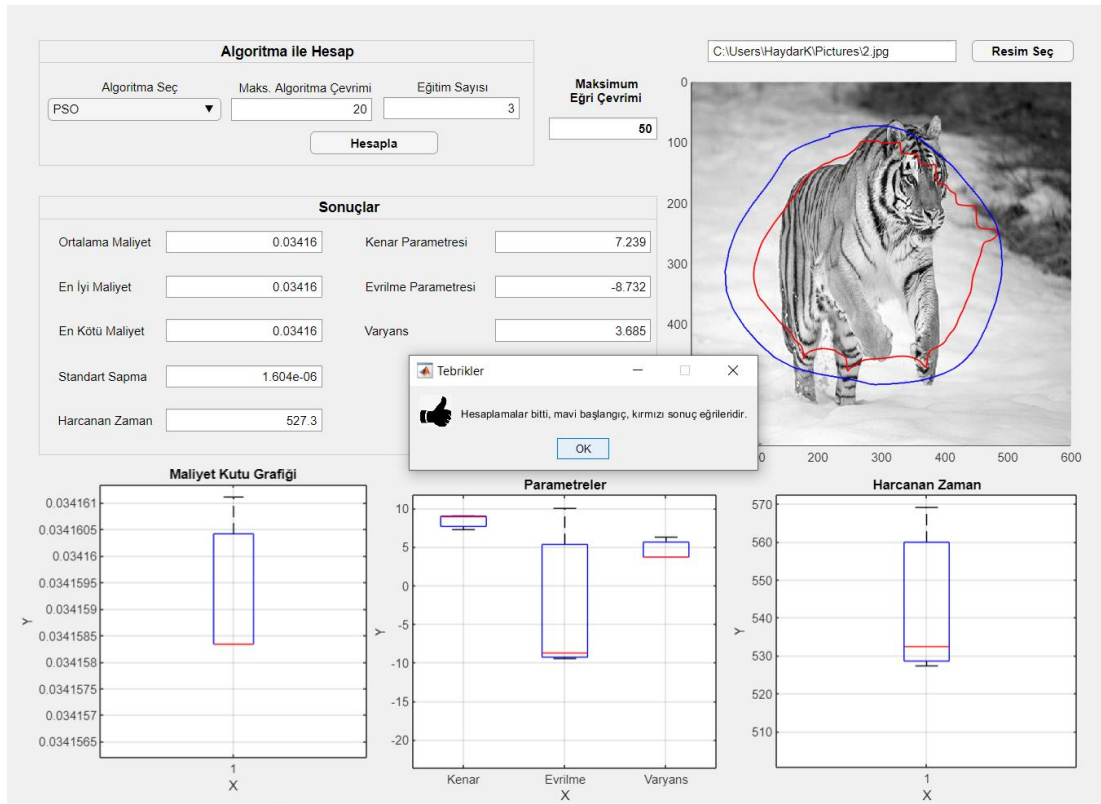 Algoritma ile Hesap
Algoritma Seç
Maks. Algoritma Çevrimi
Eğitim Sayısı
PSO
20
3
Hesapla
Maksimum
Eğri Çevrimi
50
C:\Users\HaydarK\Pictures\2.jpg
Resim Seç
0
100
200
300
400
0 200 300 400 500 600
Sonuçlar
Ortalama Maliyet 0.03416
Kenar Parametresi 7.239
En İyi Maliyet 0.03416
Evrilme Parametresi -8.732
En Kötü Maliyet 0.03416
Varyans 3.685
Standart Sapma 1.604e-06
Harcanan Zaman 527.3
Tebrikler
Hesaplamalar bitti, mavi başlangıç, kırmızı sonuç eğrileridir.
OK
Maliyet Kutu Grafiği
0.034161
0.0341605
0.03416
0.0341595
0.034159
0.0341585
0.034158
0.0341575
0.034157
0.0341565
Y
1
X
Parametreler
10
5
0
-5
-10
-15
-20
Y
Kenar Evrilme Varyans
X
Harcanan Zaman
570
560
550
540
530
520
510
Y
1
X